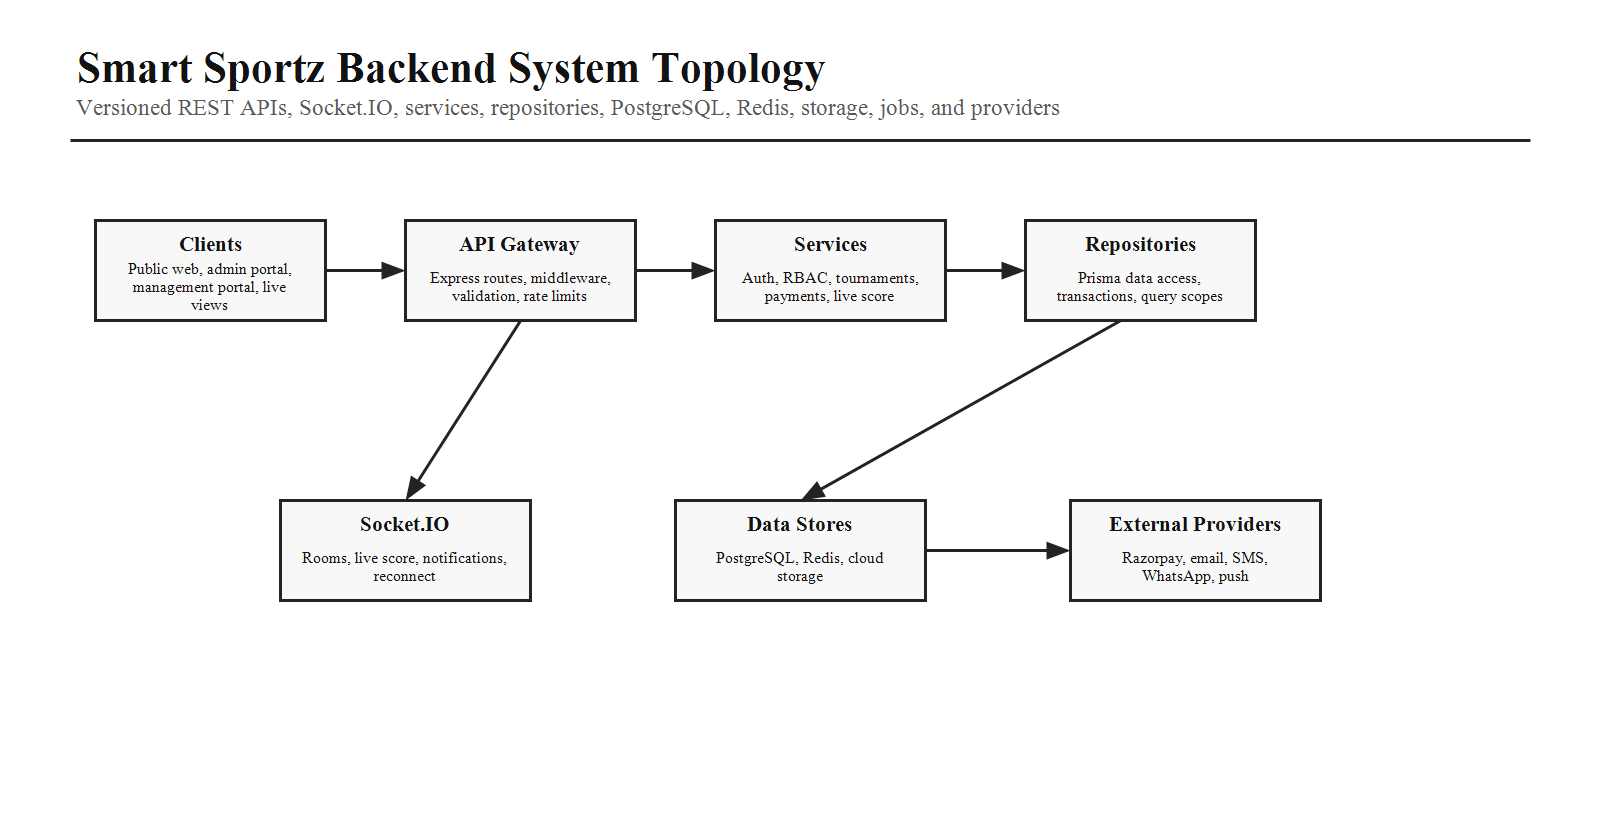 Smart Sportz Backend System Topology
Versioned REST APIs, Socket.IO, services, repositories, PostgreSQL, Redis, storage, jobs, and providers
Clients
Public web, admin portal,
management portal, live
views
API Gateway
Express routes, middleware,
validation, rate limits
Services
Auth, RBAC, tournaments,
payments, live score
Repositories
Prisma data access,
transactions, query scopes
Socket.IO
Rooms, live score, notifications,
reconnect
Data Stores
PostgreSQL, Redis, cloud
storage
External Providers
Razorpay, email, SMS,
WhatsApp, push